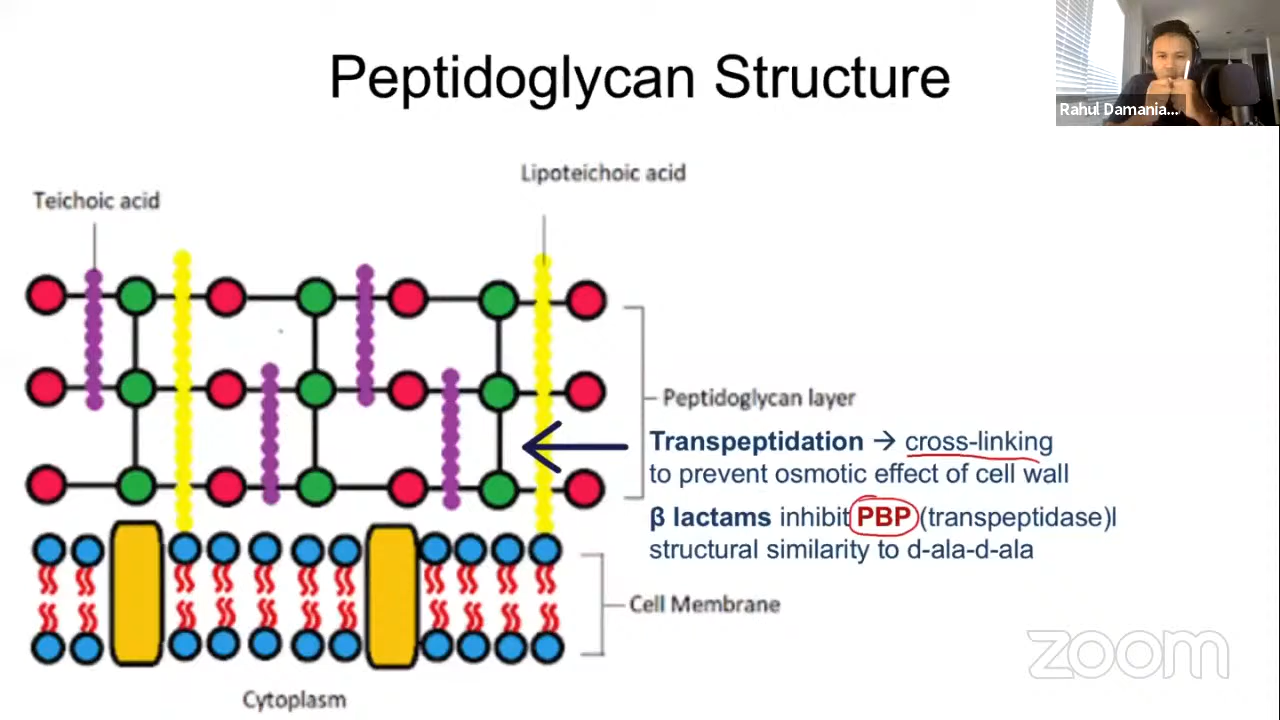 Peptidoglycan Structure
Rahul Damania...
Lipoteichoic acid
Teichoic acid
Peptidoglycan layer
Transpeptidation → cross-linking
to prevent osmotic effect of cell wall
β lactams inhibit PBP (transpeptidase)l
structural similarity to d-ala-d-ala
Cell Membrane
Cytoplasm
zoom